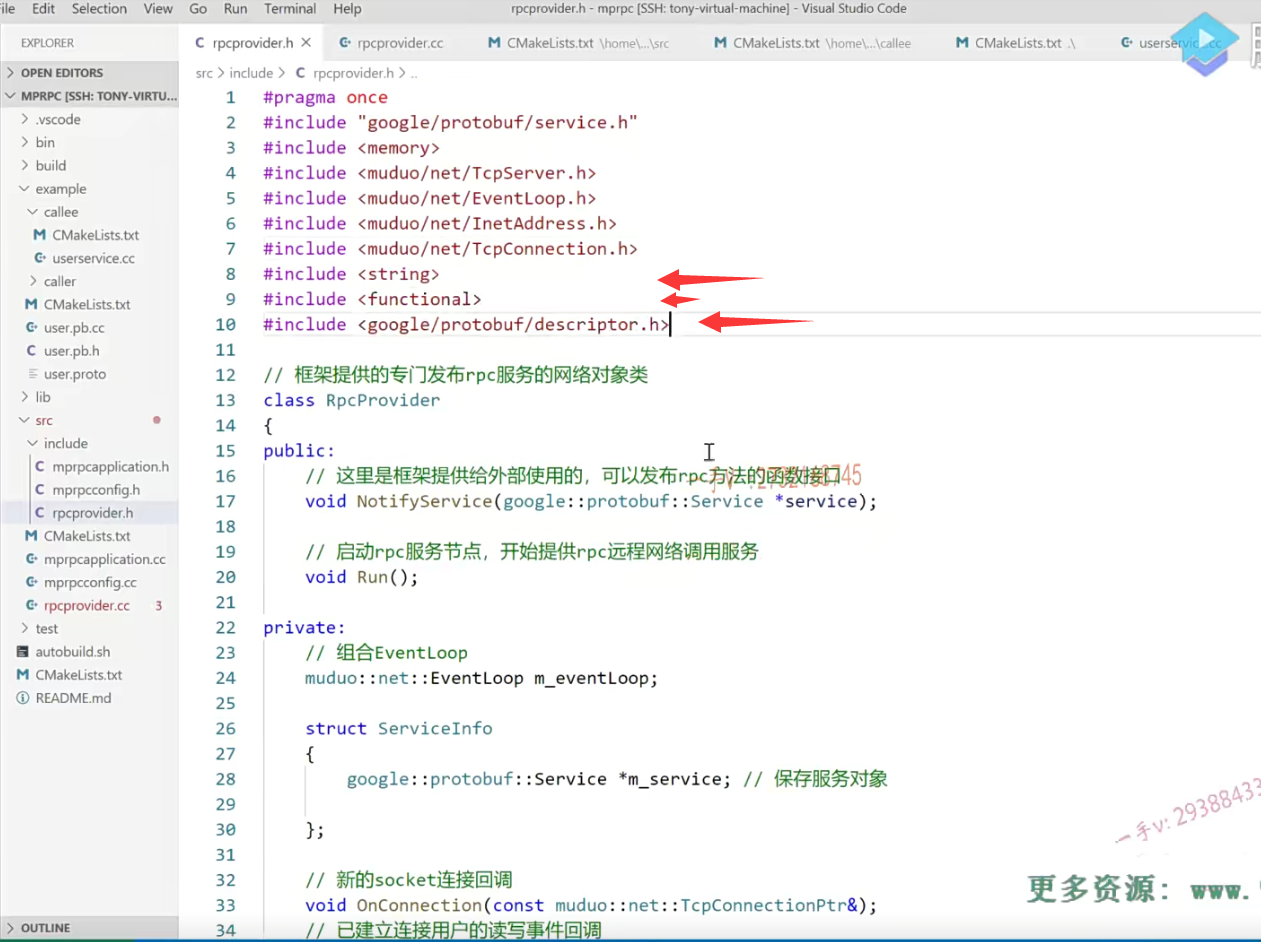 File Edit Selection View Go Run Terminal Help rpcprovider.h - mprpc [SSH: tony-virtual-machine] - Visual Studio Code
EXPLORER
OPEN EDITORS
MPRPC [SSH: TONY-VIRTU...
.vscode
bin
build
example
callee
CMakeLists.txt
userservice.cc
caller
CMakeLists.txt
user.pb.cc
user.pb.h
user.proto
lib
src
include
mprpcapplication.h
mprpcconfig.h
rpcprovider.h
CMakeLists.txt
mprpcapplication.cc
mprpcconfig.cc
rpcprovider.cc 3
test
autobuild.sh
CMakeLists.txt
README.md
OUTLINE
rpcprovider.h rpcprovider.cc CMakeLists.txt \home\...\src CMakeLists.txt \home\...\callee CMakeLists.txt .\ userservice.cc
src > include > rpcprovider.h > ..
1 #pragma once
2 #include "google/protobuf/service.h"
3 #include <memory>
4 #include <muduo/net/TcpServer.h>
5 #include <muduo/net/EventLoop.h>
6 #include <muduo/net/InetAddress.h>
7 #include <muduo/net/TcpConnection.h>
8 #include <string>
9 #include <functional>
10 #include <google/protobuf/descriptor.h>
11
12 // 框架提供的专门发布rpc服务的网络对象类
13 class RpcProvider
14 {
15 public:
16 // 这里是框架提供给外部使用的，可以发布rpc方法的函数接口
17 void NotifyService(google::protobuf::Service *service);
18
19 // 启动rpc服务节点，开始提供rpc远程网络调用服务
20 void Run();
21
22 private:
23 // 组合EventLoop
24 muduo::net::EventLoop m_eventLoop;
25
26 struct ServiceInfo
27 {
28 google::protobuf::Service *m_service; // 保存服务对象
29
30 };
31
32 // 新的socket连接回调
33 void OnConnection(const muduo::net::TcpConnectionPtr&);
34 // 已建立连接用户的读写事件回调
一手v: 29388433
更多资源： www.